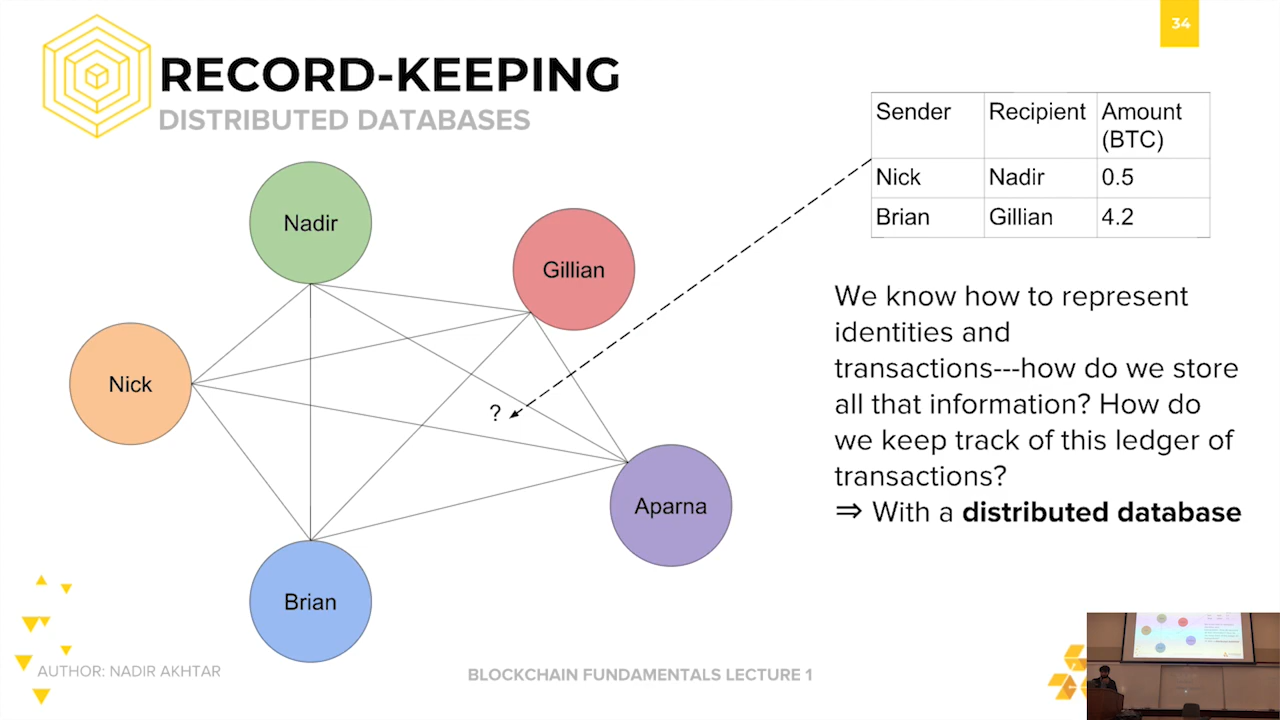 34
RECORD-KEEPING
DISTRIBUTED DATABASES
Sender Recipient Amount (BTC)
Nick Nadir 0.5
Brian Gillian 4.2
Nadir
Gillian
Nick
?
Aparna
Brian
We know how to represent
identities and
transactions---how do we store
all that information? How do
we keep track of this ledger of
transactions?
⇒ With a distributed database
AUTHOR: NADIR AKHTAR
BLOCKCHAIN FUNDAMENTALS LECTURE 1